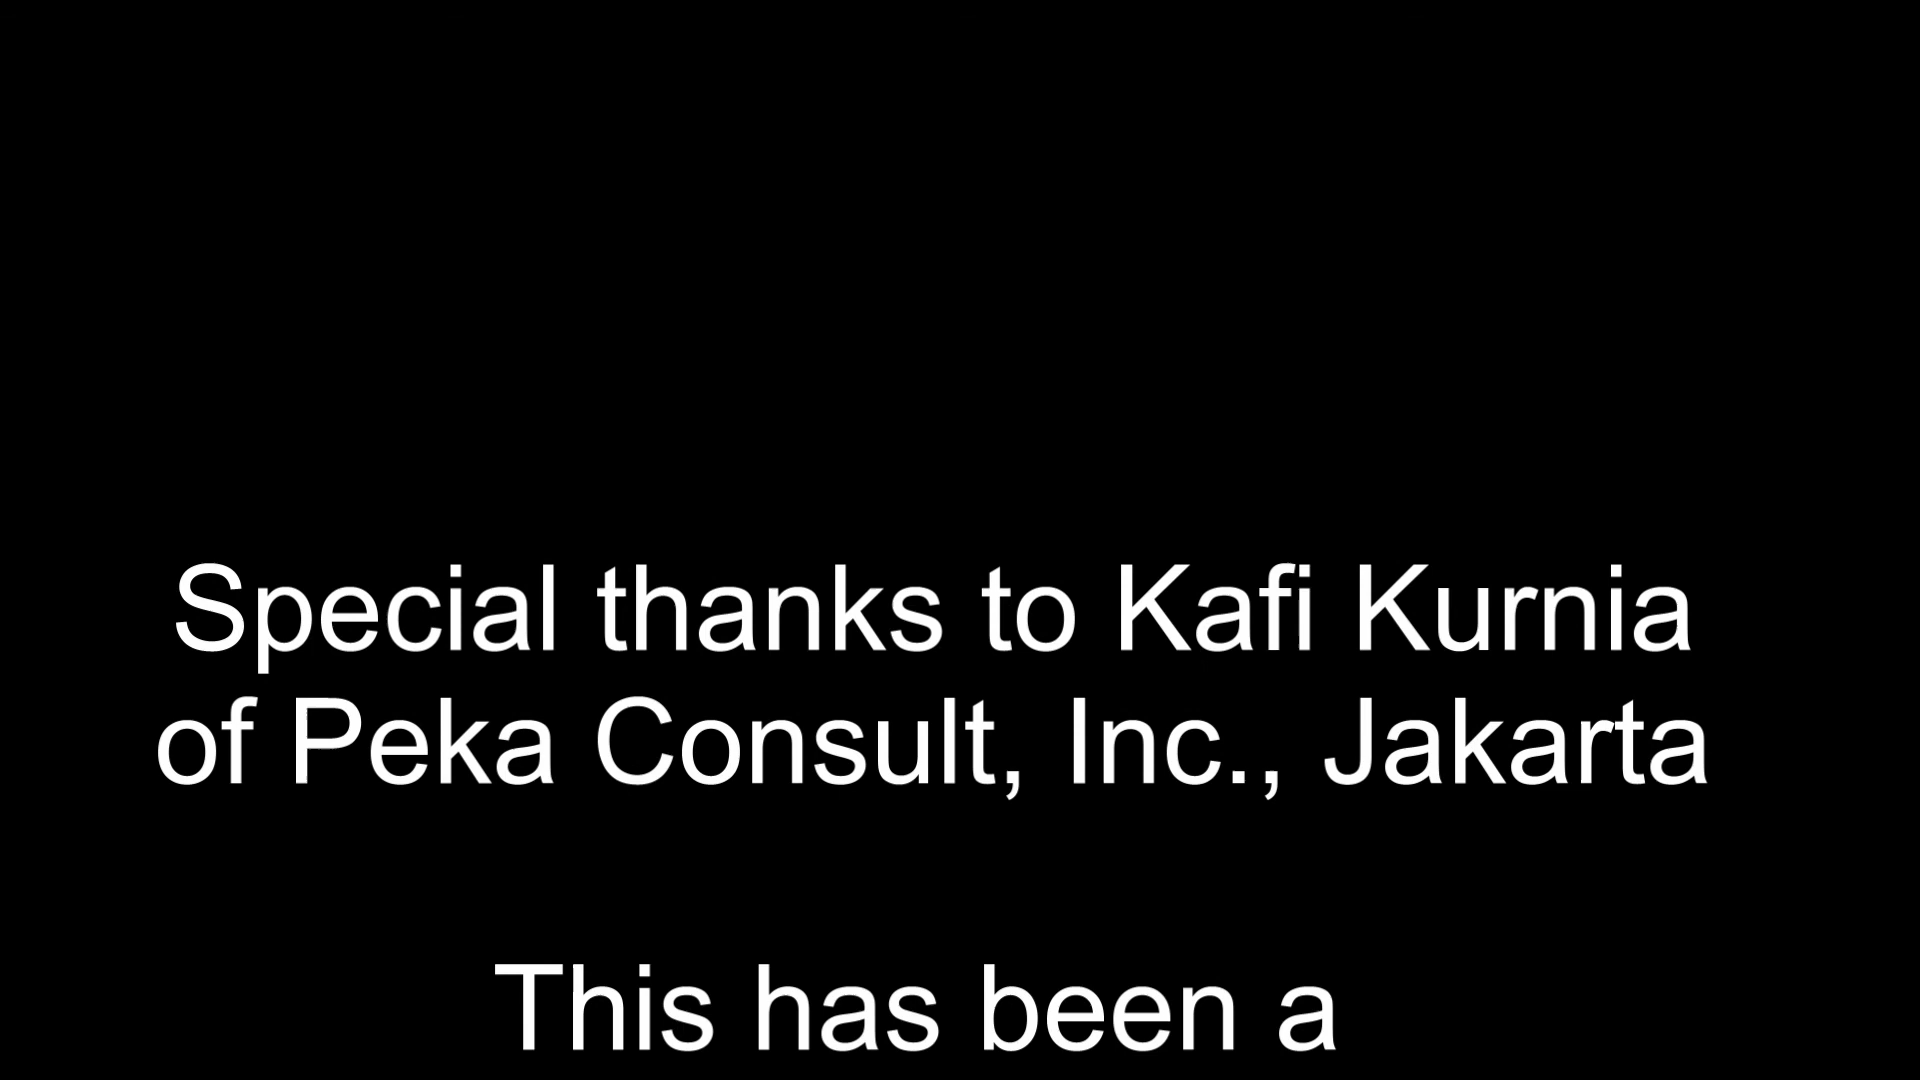 Special thanks to Kafi Kurnia
of Peka Consult, Inc., Jakarta
This has been a